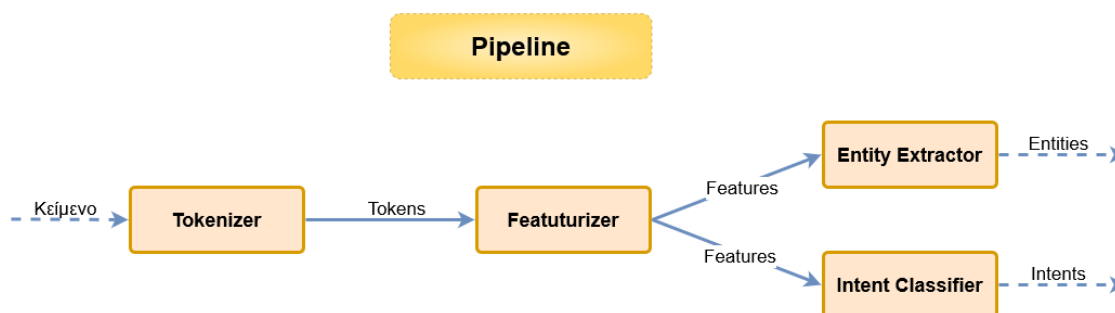 Pipeline
Κείμενο
Tokenizer
Tokens
Featuturizer
Features
Entity Extractor
Entities
Features
Intent Classifier
Intents